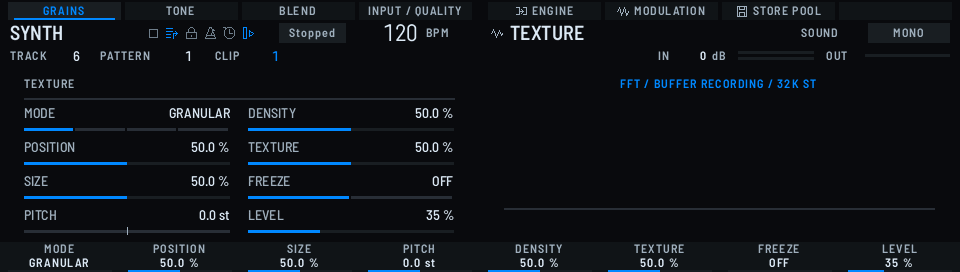 GRAINS TONE BLEND INPUT / QUALITY ENGINE MODULATION STORE POOL
SYNTH Stopped 120 BPM TEXTURE SOUND MONO
TRACK 6 PATTERN 1 CLIP 1 IN 0 dB OUT
TEXTURE FFT / BUFFER RECORDING / 32K ST
MODE GRANULAR DENSITY 50.0 %
POSITION 50.0 % TEXTURE 50.0 %
SIZE 50.0 % FREEZE OFF
PITCH 0.0 st LEVEL 35 %
MODE POSITION SIZE PITCH DENSITY TEXTURE FREEZE LEVEL
GRANULAR 50.0 % 50.0 % 0.0 st 50.0 % 50.0 % OFF 35 %